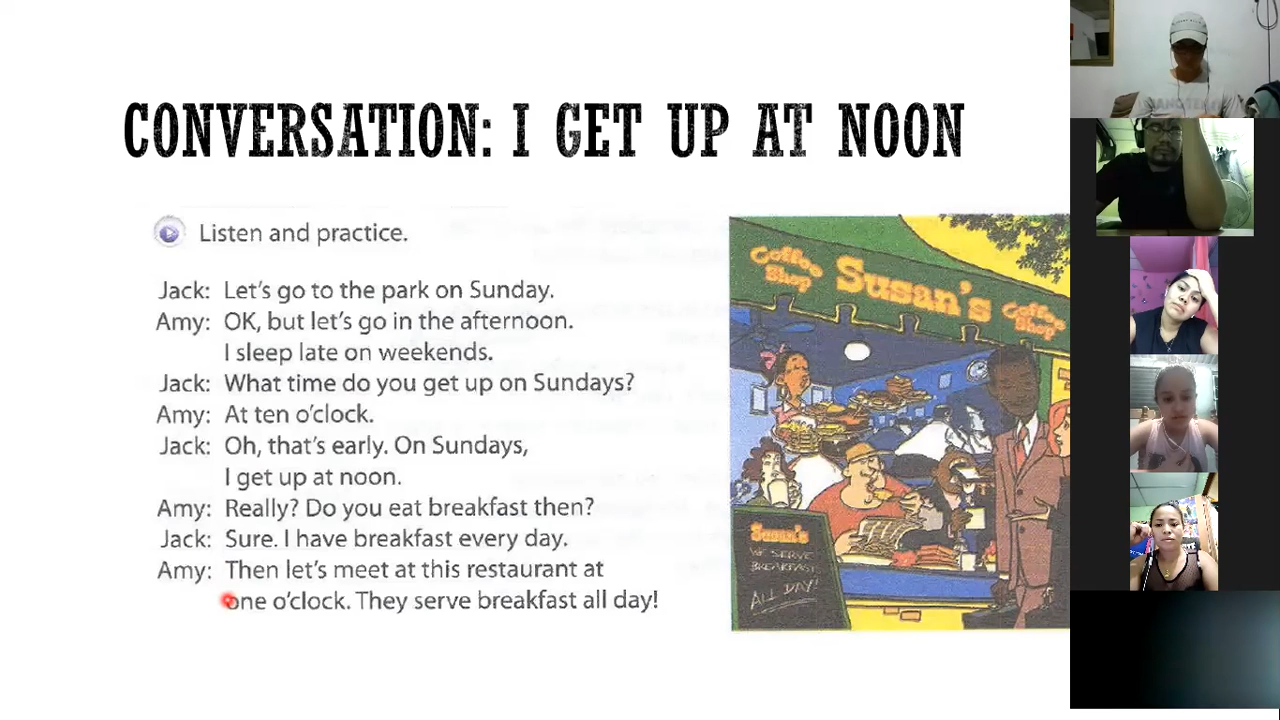 CONVERSATION: I GET UP AT NOON
Listen and practice.
Jack: Let's go to the park on Sunday.
Amy: OK, but let's go in the afternoon.
I sleep late on weekends.
Jack: What time do you get up on Sundays?
Amy: At ten o'clock.
Jack: Oh, that's early. On Sundays,
I get up at noon.
Amy: Really? Do you eat breakfast then?
Jack: Sure. I have breakfast every day.
Amy: Then let's meet at this restaurant at
one o'clock. They serve breakfast all day!
Coffee
Shop
Susan's
Coffee
Shop
Susan's
WE SERVE
BREAKFAST
ALL DAY!